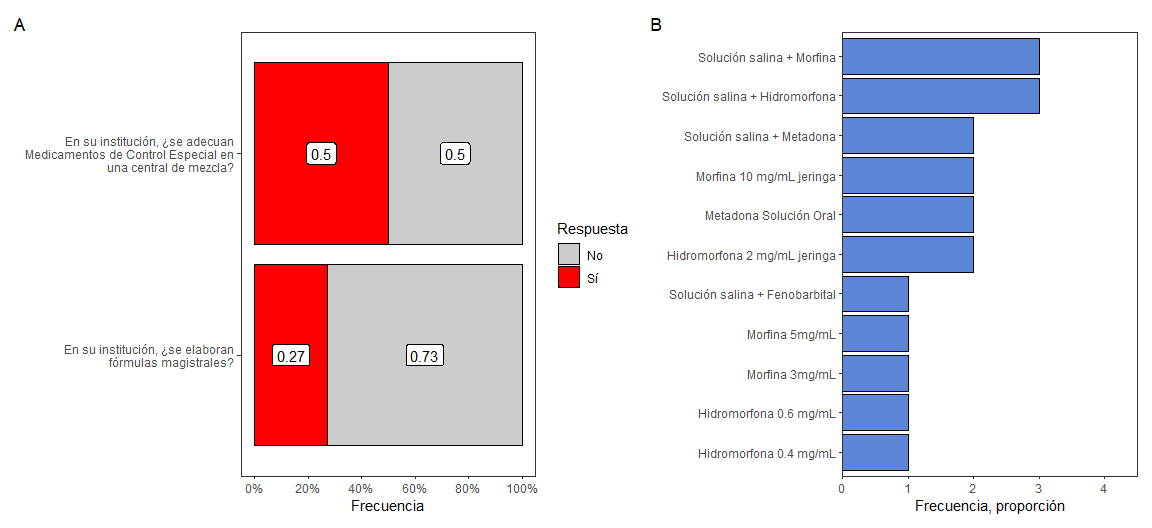 A
En su institución, ¿se adecuan
Medicamentos de Control Especial en
una central de mezcla?
0.5
0.5
En su institución, ¿se elaboran
fórmulas magistrales?
0.27
0.73
0%
20%
40%
60%
80%
100%
Frecuencia
Respuesta
No
Sí
B
Solución salina + Morfina
Solución salina + Hidromorfona
Solución salina + Metadona
Morfina 10 mg/mL jeringa
Metadona Solución Oral
Hidromorfona 2 mg/mL jeringa
Solución salina + Fenobarbital
Morfina 5mg/mL
Morfina 3mg/mL
Hidromorfona 0.6 mg/mL
Hidromorfona 0.4 mg/mL
0
1
2
3
4
Frecuencia, proporción